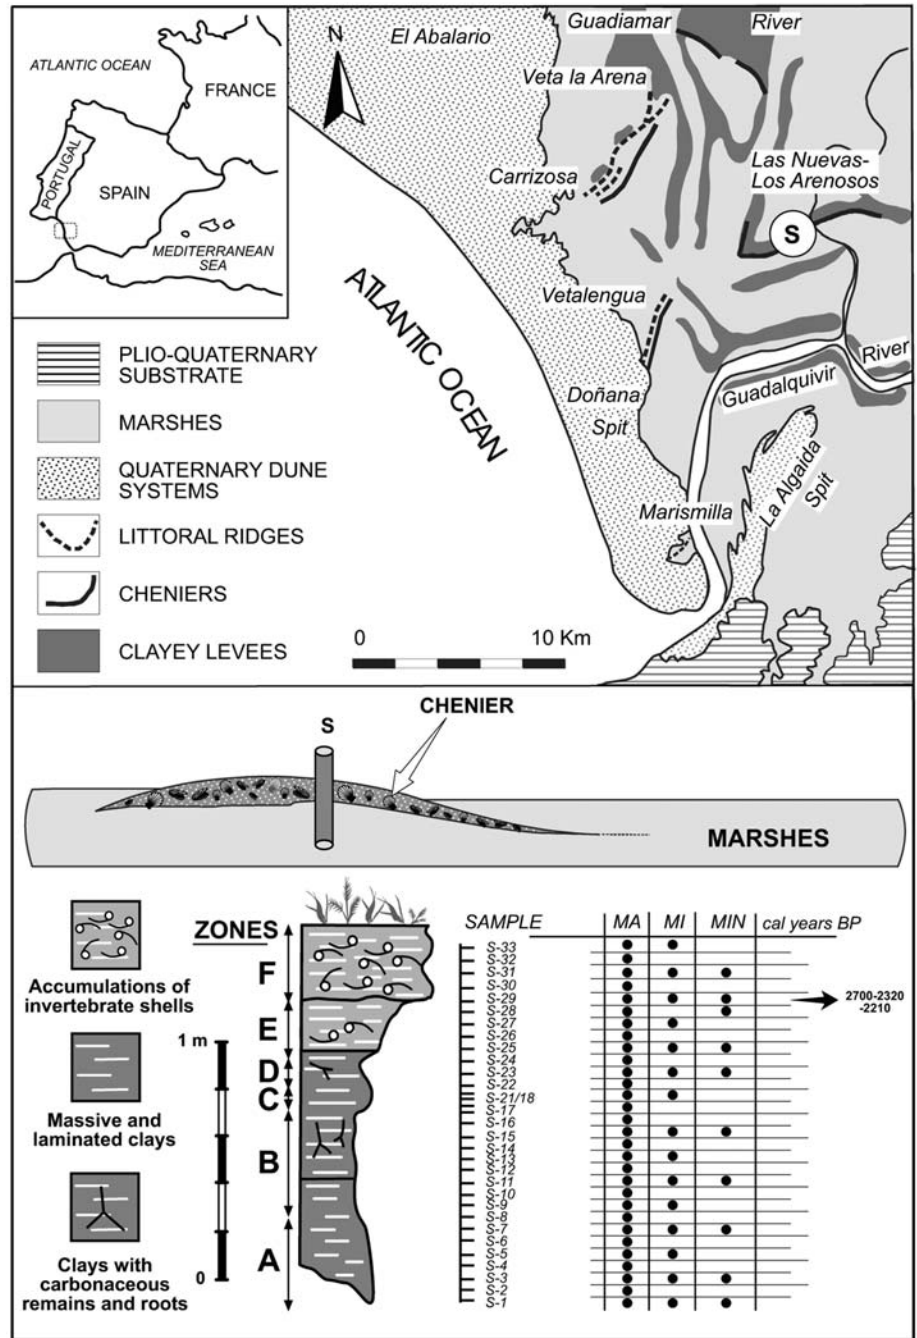 ATLANTIC OCEAN
FRANCE
PORTUGAL
SPAIN
MEDITERRANEAN
SEA
N
El Abalario
Guadiamar
River
Veta la Arena
Carrizosa
Las Nuevas-
Los Arenosos
S
ATLANTIC OCEAN
Vetalengua
River
Guadalquivir
Doñana
Spit
La Algaida
Spit
Marismilla
PLIO-QUATERNARY
SUBSTRATE
MARSHES
QUATERNARY DUNE
SYSTEMS
LITTORAL RIDGES
CHENIERS
CLAYEY LEVEES
0 10 Km
CHENIER
S
MARSHES
Accumulations of
invertebrate shells
Massive and
laminated clays
Clays with
carbonaceous
remains and roots
1 m
0
ZONES
F
E
D
C
B
A
SAMPLE MA MI MIN cal years BP
S-33
S-32
S-31
S-30
S-29
S-28
S-27
S-26
S-25
S-24
S-23
S-22
S-21/18
S-17
S-16
S-15
S-14
S-13
S-12
S-11
S-10
S-9
S-8
S-7
S-6
S-5
S-4
S-3
S-2
S-1
2700-2320
-2210